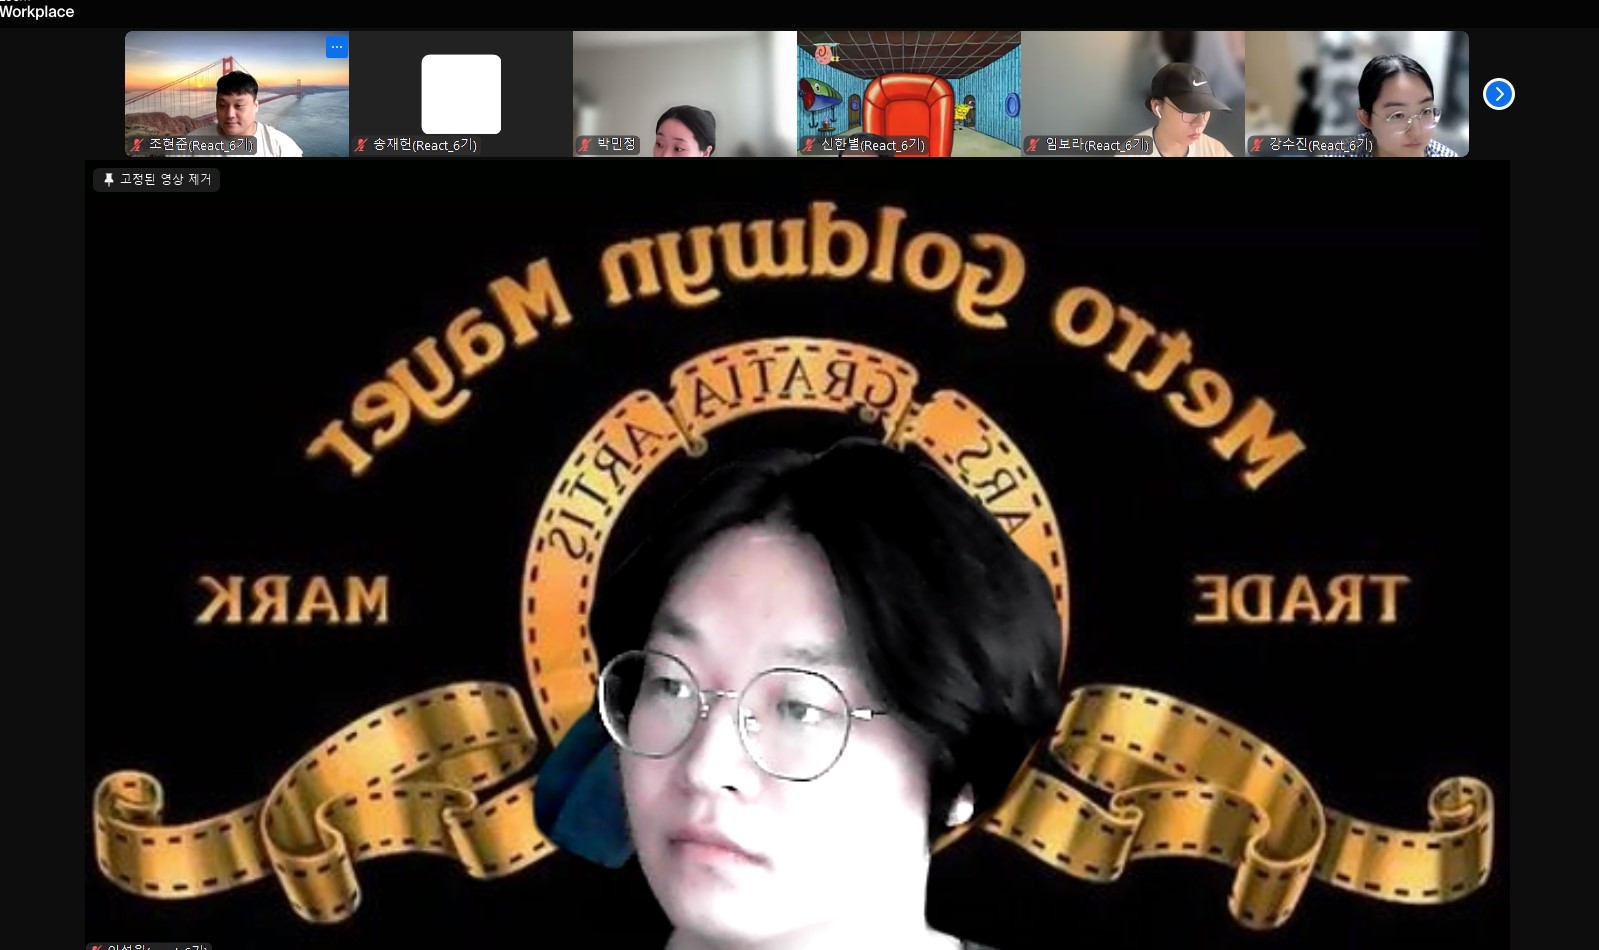 Workplace
조현준(React_6기)
송재헌(React_6기)
박민정
신한별(React_6기)
임보라(React_6기)
강수진(React_6기)
고정된 영상 제거
Metro Goldwyn Mayer
ARS GRATIA ARTIS
TRADE MARK